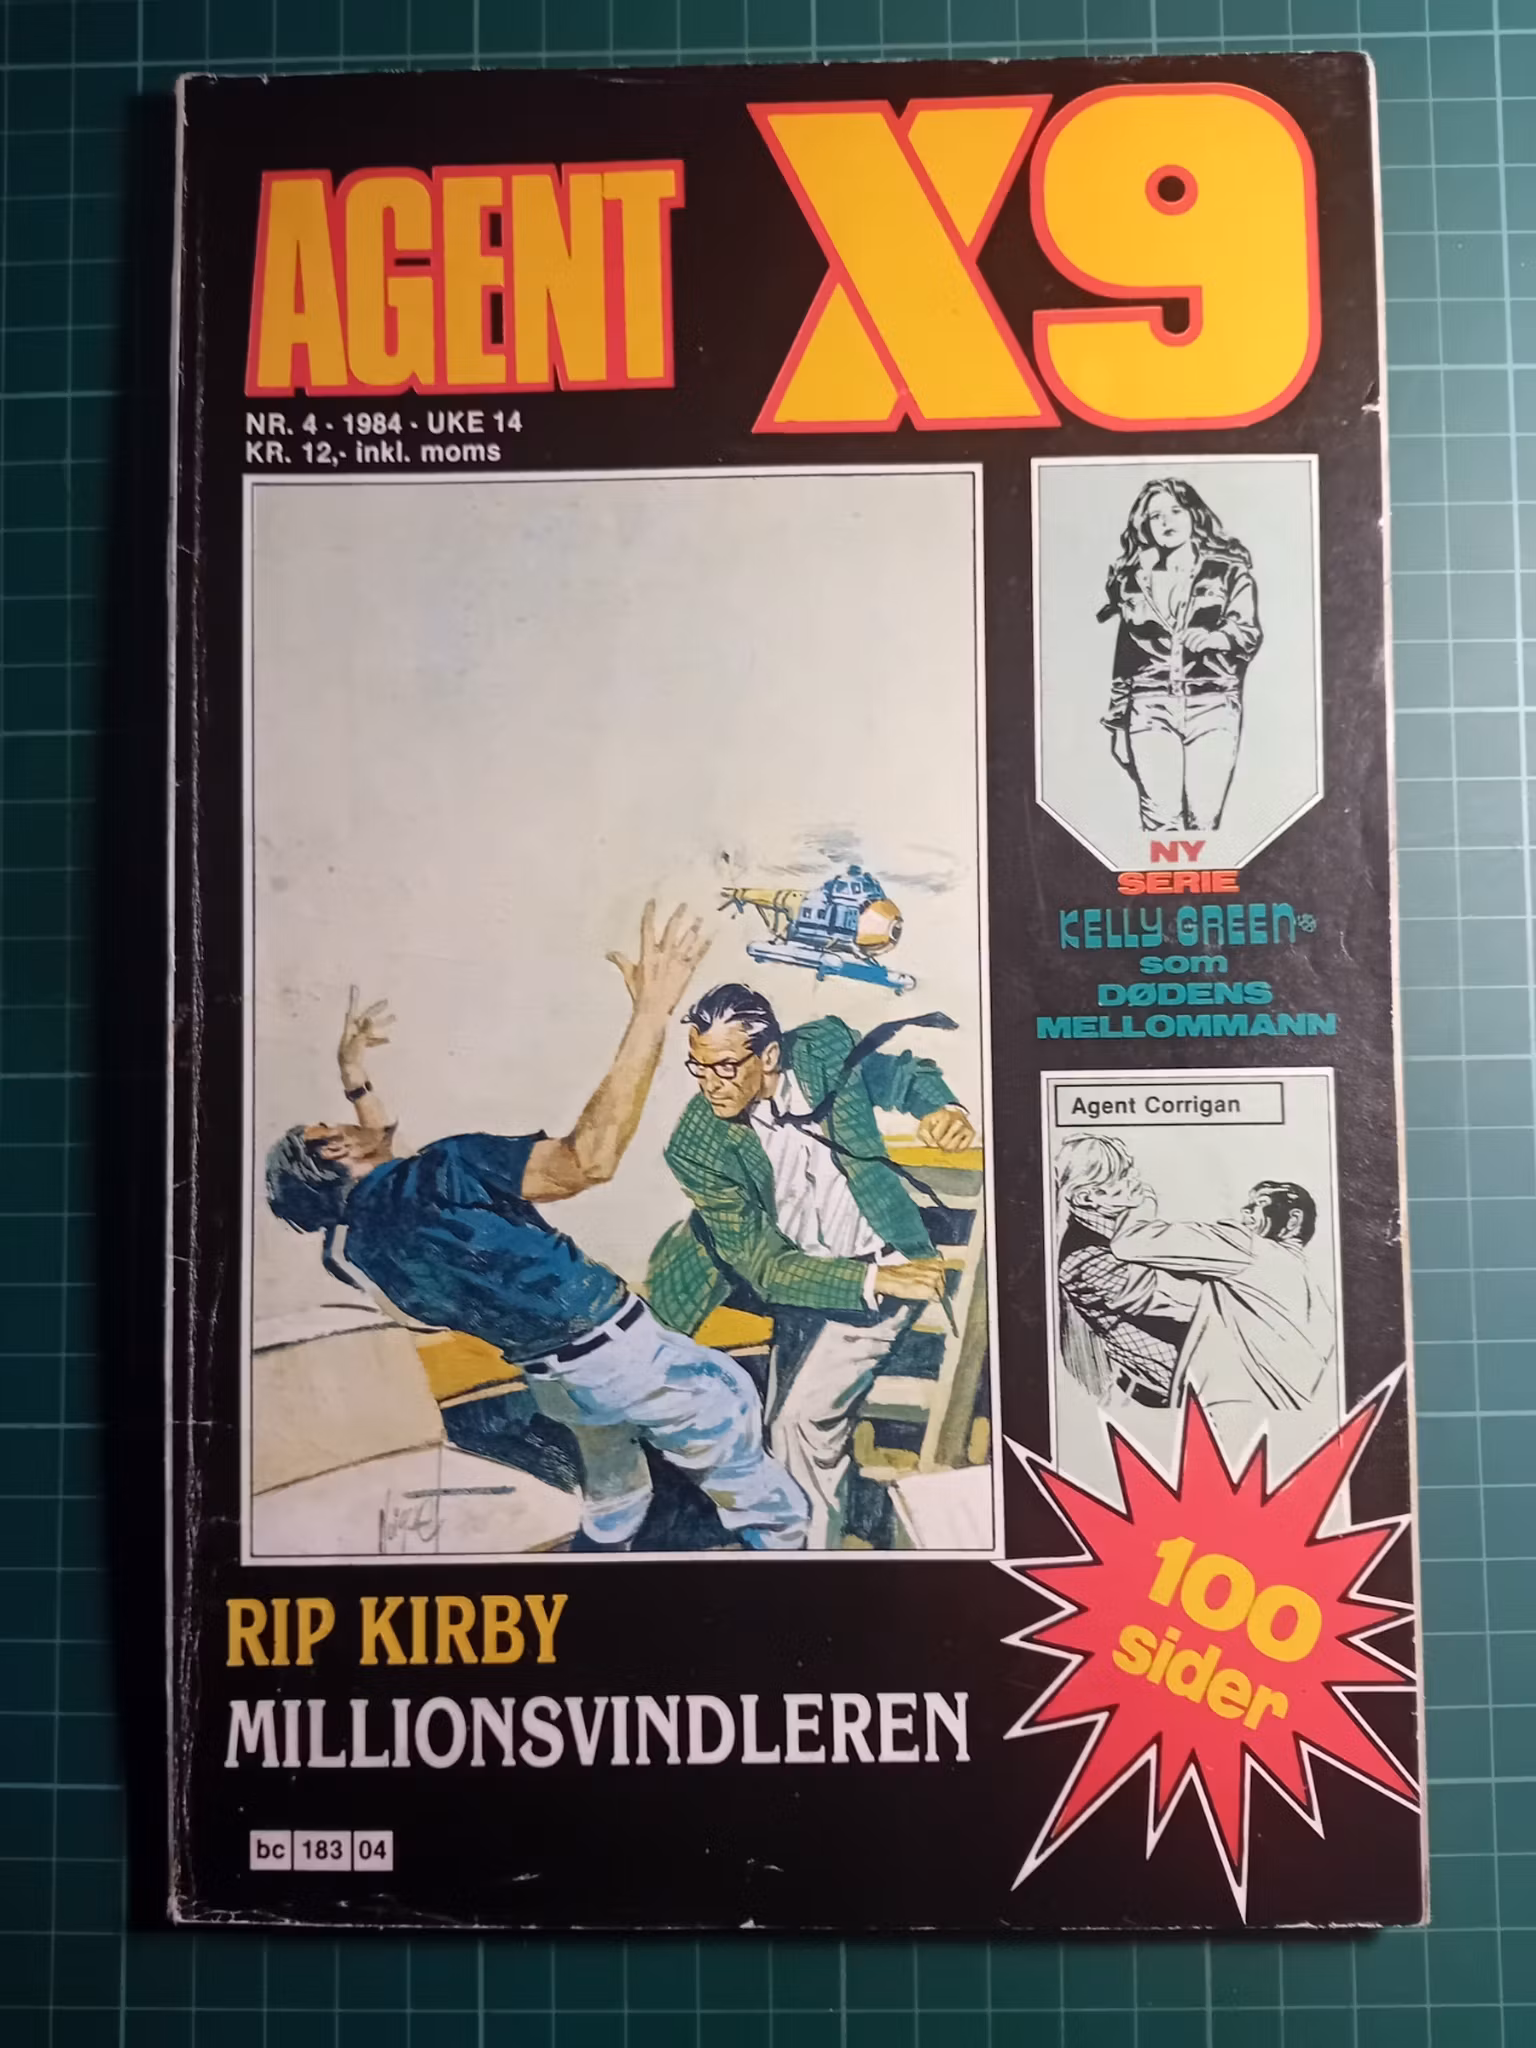 AGENT X9
NR. 4 · 1984 · UKE 14
KR. 12,- inkl. moms
NY
SERIE
KELLY GREEN
som
DØDENS
MELLOMMANN
Agent Corrigan
100
sider
RIP KIRBY
MILLIONSVINDLEREN
bc 183 04